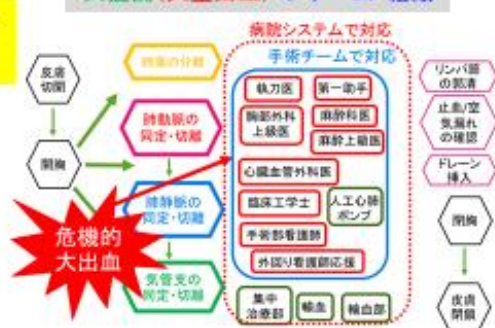 病院システムで対応
手術チームで対応
皮膚
切開
開胸
肺動脈の
同定・切離
肺静脈の
同定・切離
気管支の
同定・切離
危機的
大出血
執刀医
第一助手
胸部外科
上級医
麻酔科医
麻酔上級医
心臓血管外科医
臨床工学士
人工心肺
ポンプ
手術部看護師
外回り看護師応援
集中
治療部
輸血
輸血部
リンパ節
の郭清
止血/空
気漏れ
の確認
ドレーン
挿入
閉胸
皮膚
閉鎖